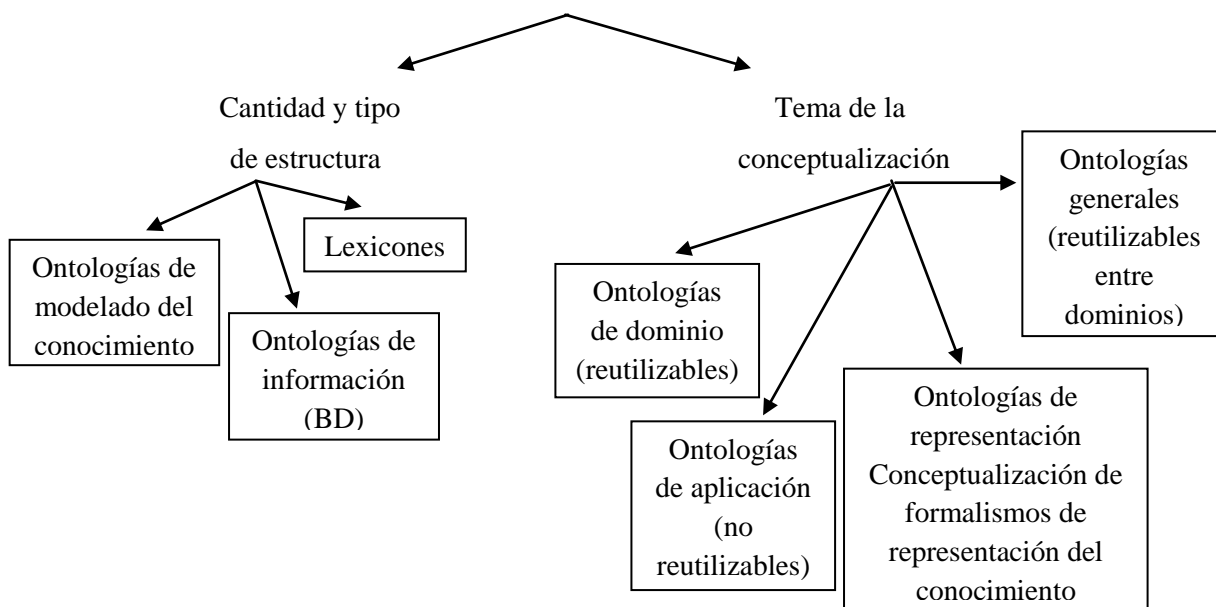 Cantidad y tipo
de estructura
Tema de la
conceptualización
Ontologías de
modelado del
conocimiento
Lexicones
Ontologías de
información
(BD)
Ontologías
de dominio
(reutilizables)
Ontologías
de aplicación
(no
reutilizables)
Ontologías de
representación
Conceptualización de
formalismos de
representación del
conocimiento
Ontologías
generales
(reutilizables
entre
dominios)